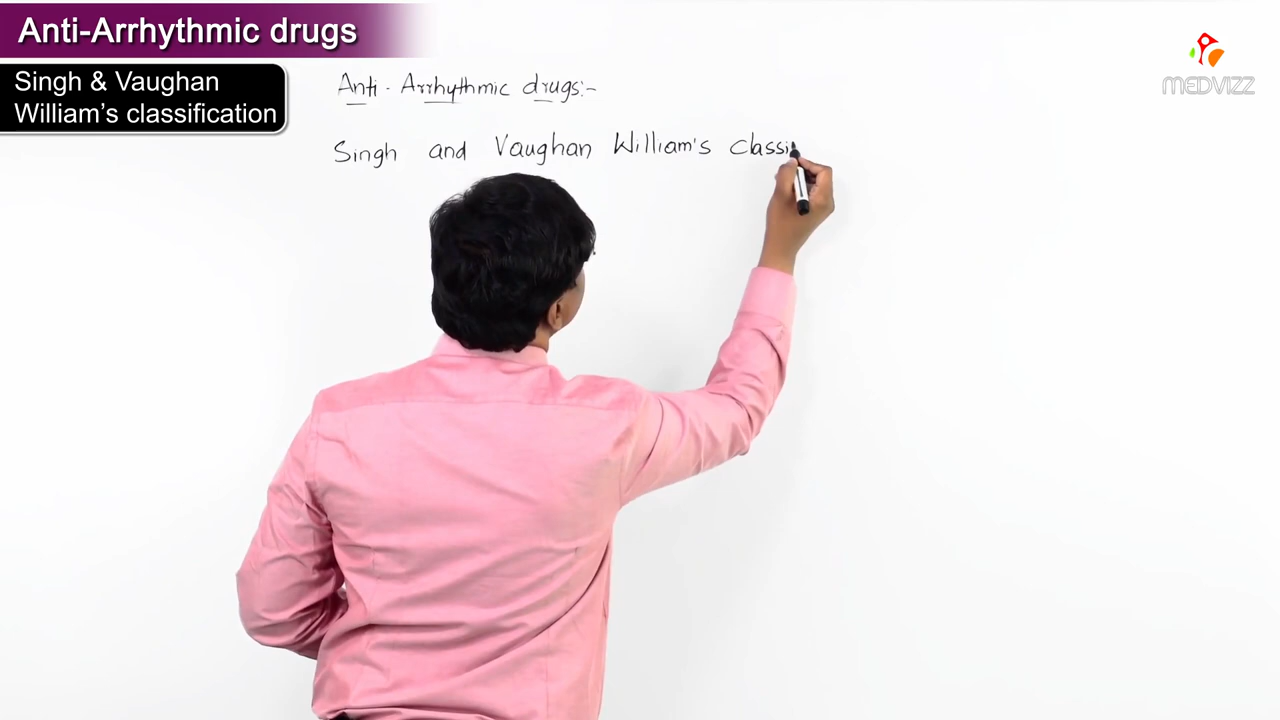 Anti-Arrhythmic drugs
Singh & Vaughan
William's classification
MEDVIZZ
Anti - Arrhythmic drugs:-
Singh and Vaughan William's classi